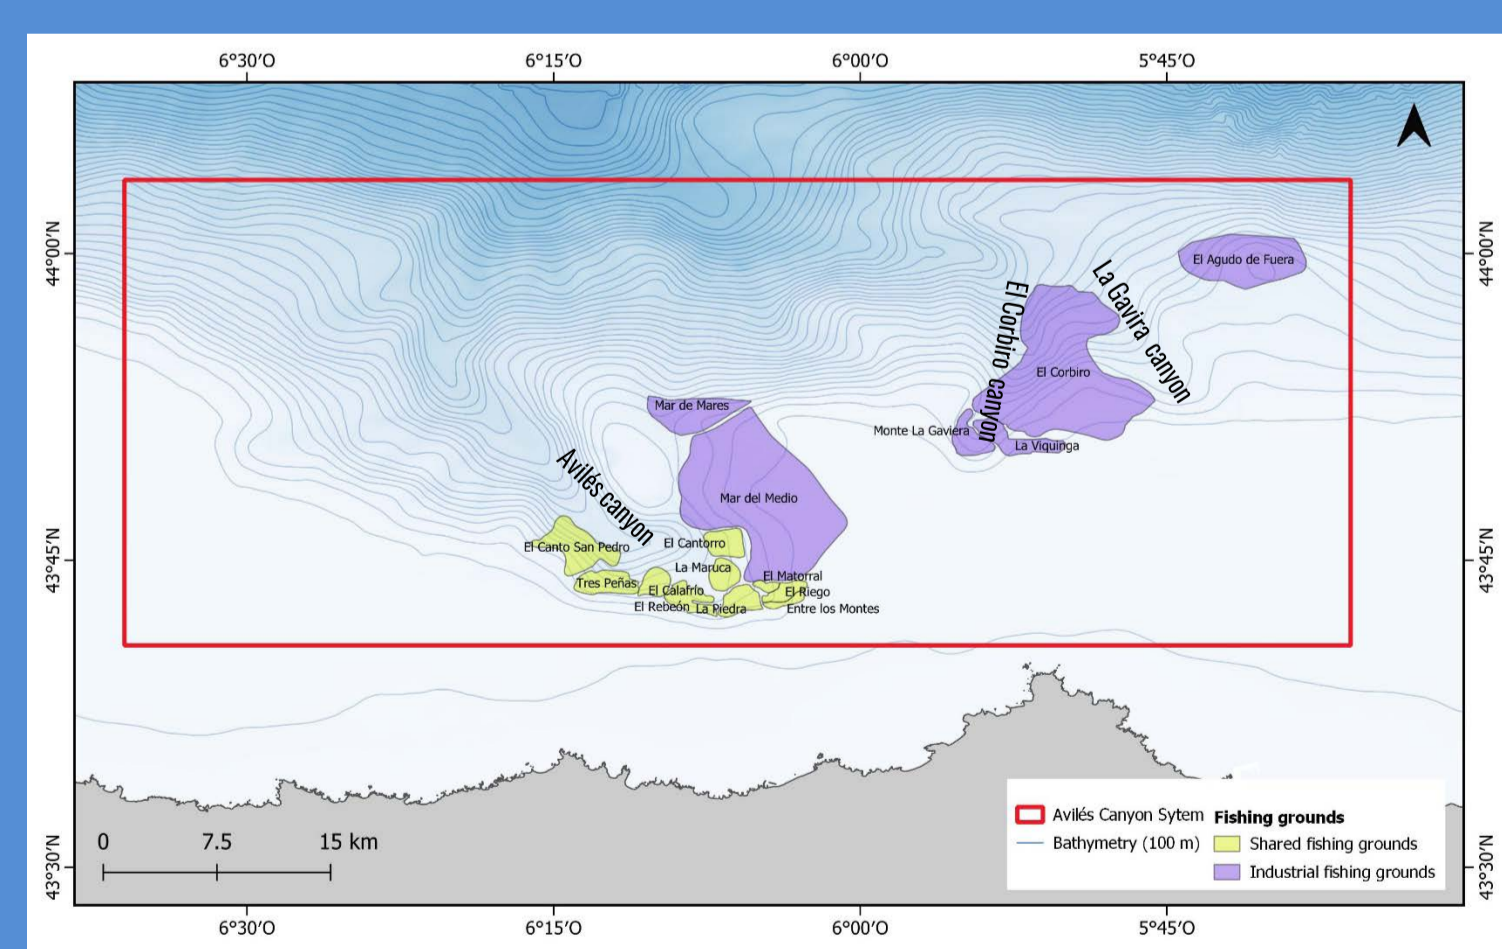 6°30'O 6°15'O 6°00'O 5°45'O
44°00'N
44°00'N
El Agudo de Fuera
La Gavira canyon
El Corbiro canyon
El Corbiro
Mar de Mares
Monte La Gaviera
La Viquinga
Avilés canyon
Mar del Medio
El Canto San Pedro
El Cantorro
43°45'N
43°45'N
La Maruca
Tres Peñas
El Matorral
El Calafrío
El Riego
El Rebeón
La Piedra
Entre los Montes
Avilés Canyon Sytem
Bathymetry (100 m)
Fishing grounds
Shared fishing grounds
Industrial fishing grounds
0 7.5 15 km
43°30'N
43°30'N
6°30'O 6°15'O 6°00'O 5°45'O